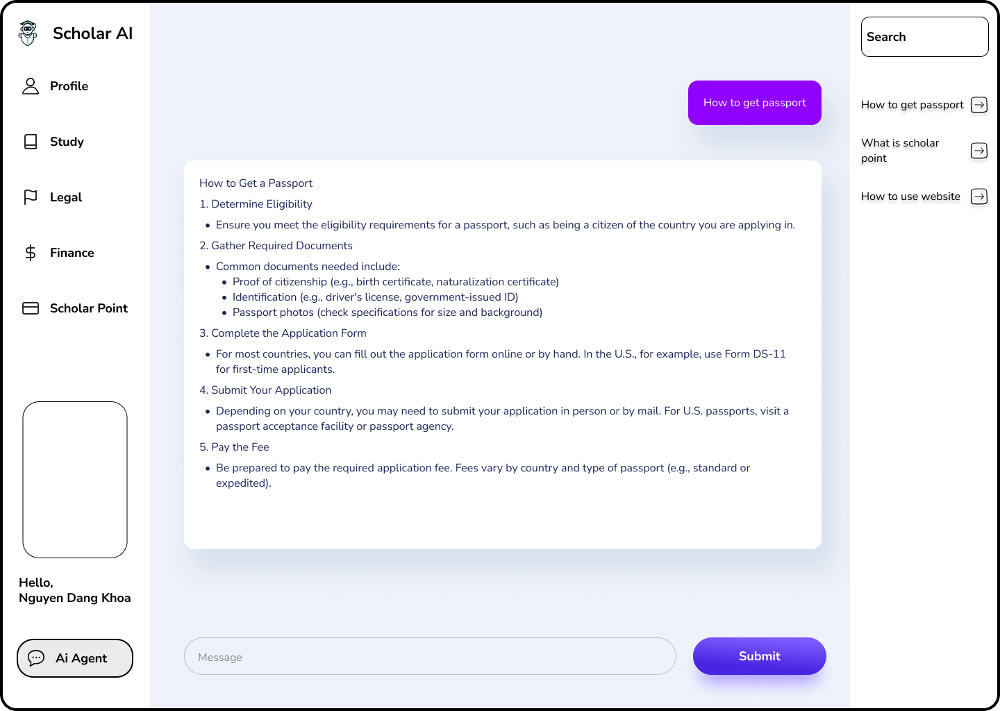 Scholar AI
Profile
Study
Legal
Finance
Scholar Point
Hello,
Nguyen Dang Khoa
Ai Agent
How to get passport
How to Get a Passport
1. Determine Eligibility
• Ensure you meet the eligibility requirements for a passport, such as being a citizen of the country you are applying in.
2. Gather Required Documents
• Common documents needed include:
• Proof of citizenship (e.g., birth certificate, naturalization certificate)
• Identification (e.g., driver's license, government-issued ID)
• Passport photos (check specifications for size and background)
3. Complete the Application Form
• For most countries, you can fill out the application form online or by hand. In the U.S., for example, use Form DS-11
for first-time applicants.
4. Submit Your Application
• Depending on your country, you may need to submit your application in person or by mail. For U.S. passports, visit a
passport acceptance facility or passport agency.
5. Pay the Fee
• Be prepared to pay the required application fee. Fees vary by country and type of passport (e.g., standard or
expedited).
Message
Submit
Search
How to get passport
What is scholar
point
How to use website